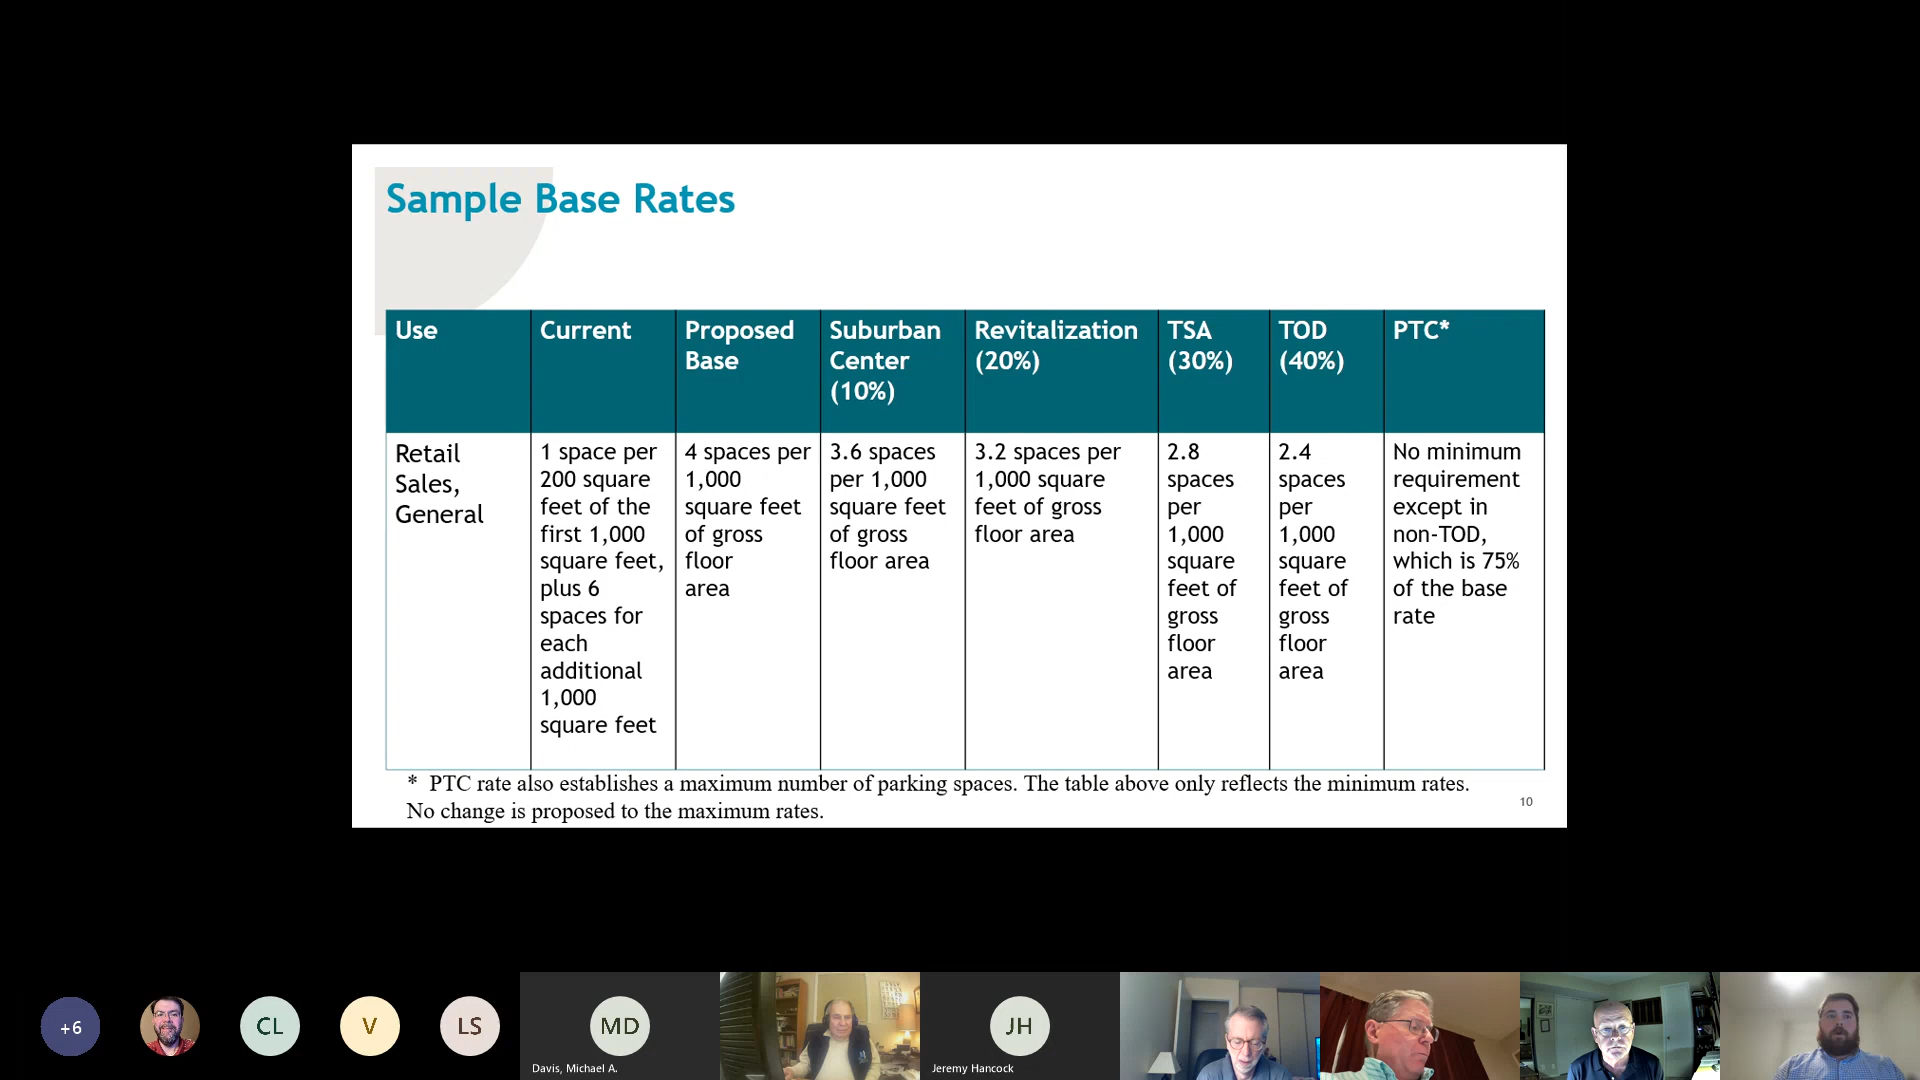 Sample Base Rates
Use
Current
Proposed
Base
Suburban
Center
(10%)
Revitalization
(20%)
TSA
(30%)
TOD
(40%)
PTC*
Retail
Sales,
General
1 space per
200 square
feet of the
first 1,000
square feet,
plus 6
spaces for
each
additional
1,000
square feet
4 spaces per
1,000
square feet
of gross
floor
area
3.6 spaces
per 1,000
square feet
of gross
floor area
3.2 spaces per
1,000 square
feet of gross
floor area
2.8
spaces
per
1,000
square
feet of
gross
floor
area
2.4
spaces
per
1,000
square
feet of
gross
floor
area
No minimum
requirement
except in
non-TOD,
which is 75%
of the base
rate
* PTC rate also establishes a maximum number of parking spaces. The table above only reflects the minimum rates.
No change is proposed to the maximum rates.
10
+6
CL
V
LS
MD
Davis, Michael A.
JH
Jeremy Hancock